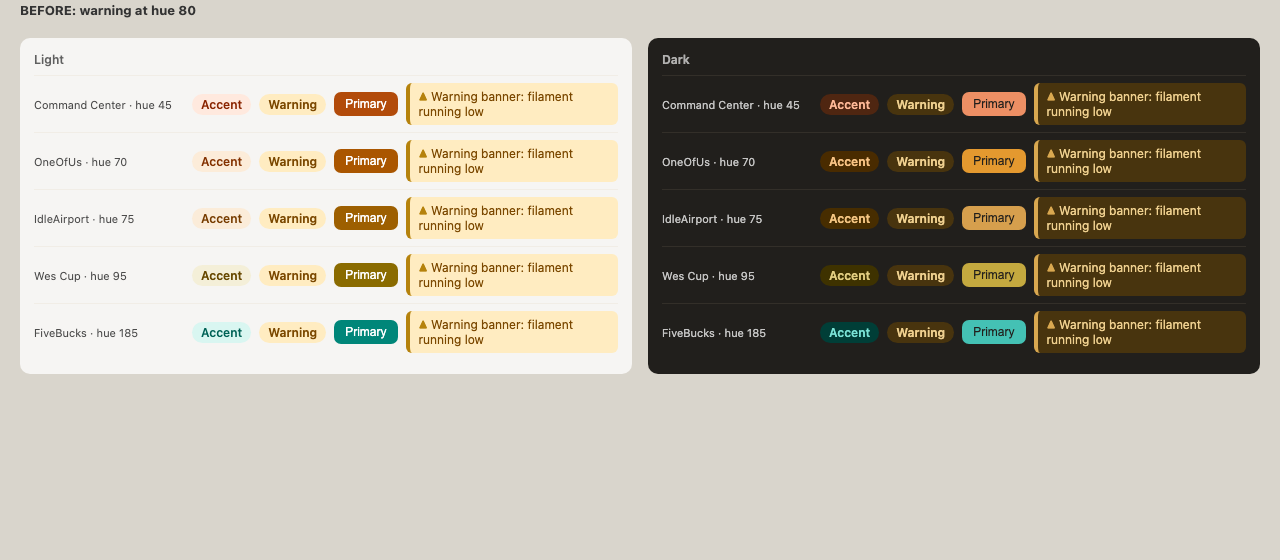 BEFORE: warning at hue 80
Light
Command Center · hue 45 Accent Warning Primary ▲ Warning banner: filament
running low
OneOfUs · hue 70 Accent Warning Primary ▲ Warning banner: filament
running low
IdleAirport · hue 75 Accent Warning Primary ▲ Warning banner: filament
running low
Wes Cup · hue 95 Accent Warning Primary ▲ Warning banner: filament
running low
FiveBucks · hue 185 Accent Warning Primary ▲ Warning banner: filament
running low
Dark
Command Center · hue 45 Accent Warning Primary ▲ Warning banner: filament
running low
OneOfUs · hue 70 Accent Warning Primary ▲ Warning banner: filament
running low
IdleAirport · hue 75 Accent Warning Primary ▲ Warning banner: filament
running low
Wes Cup · hue 95 Accent Warning Primary ▲ Warning banner: filament
running low
FiveBucks · hue 185 Accent Warning Primary ▲ Warning banner: filament
running low